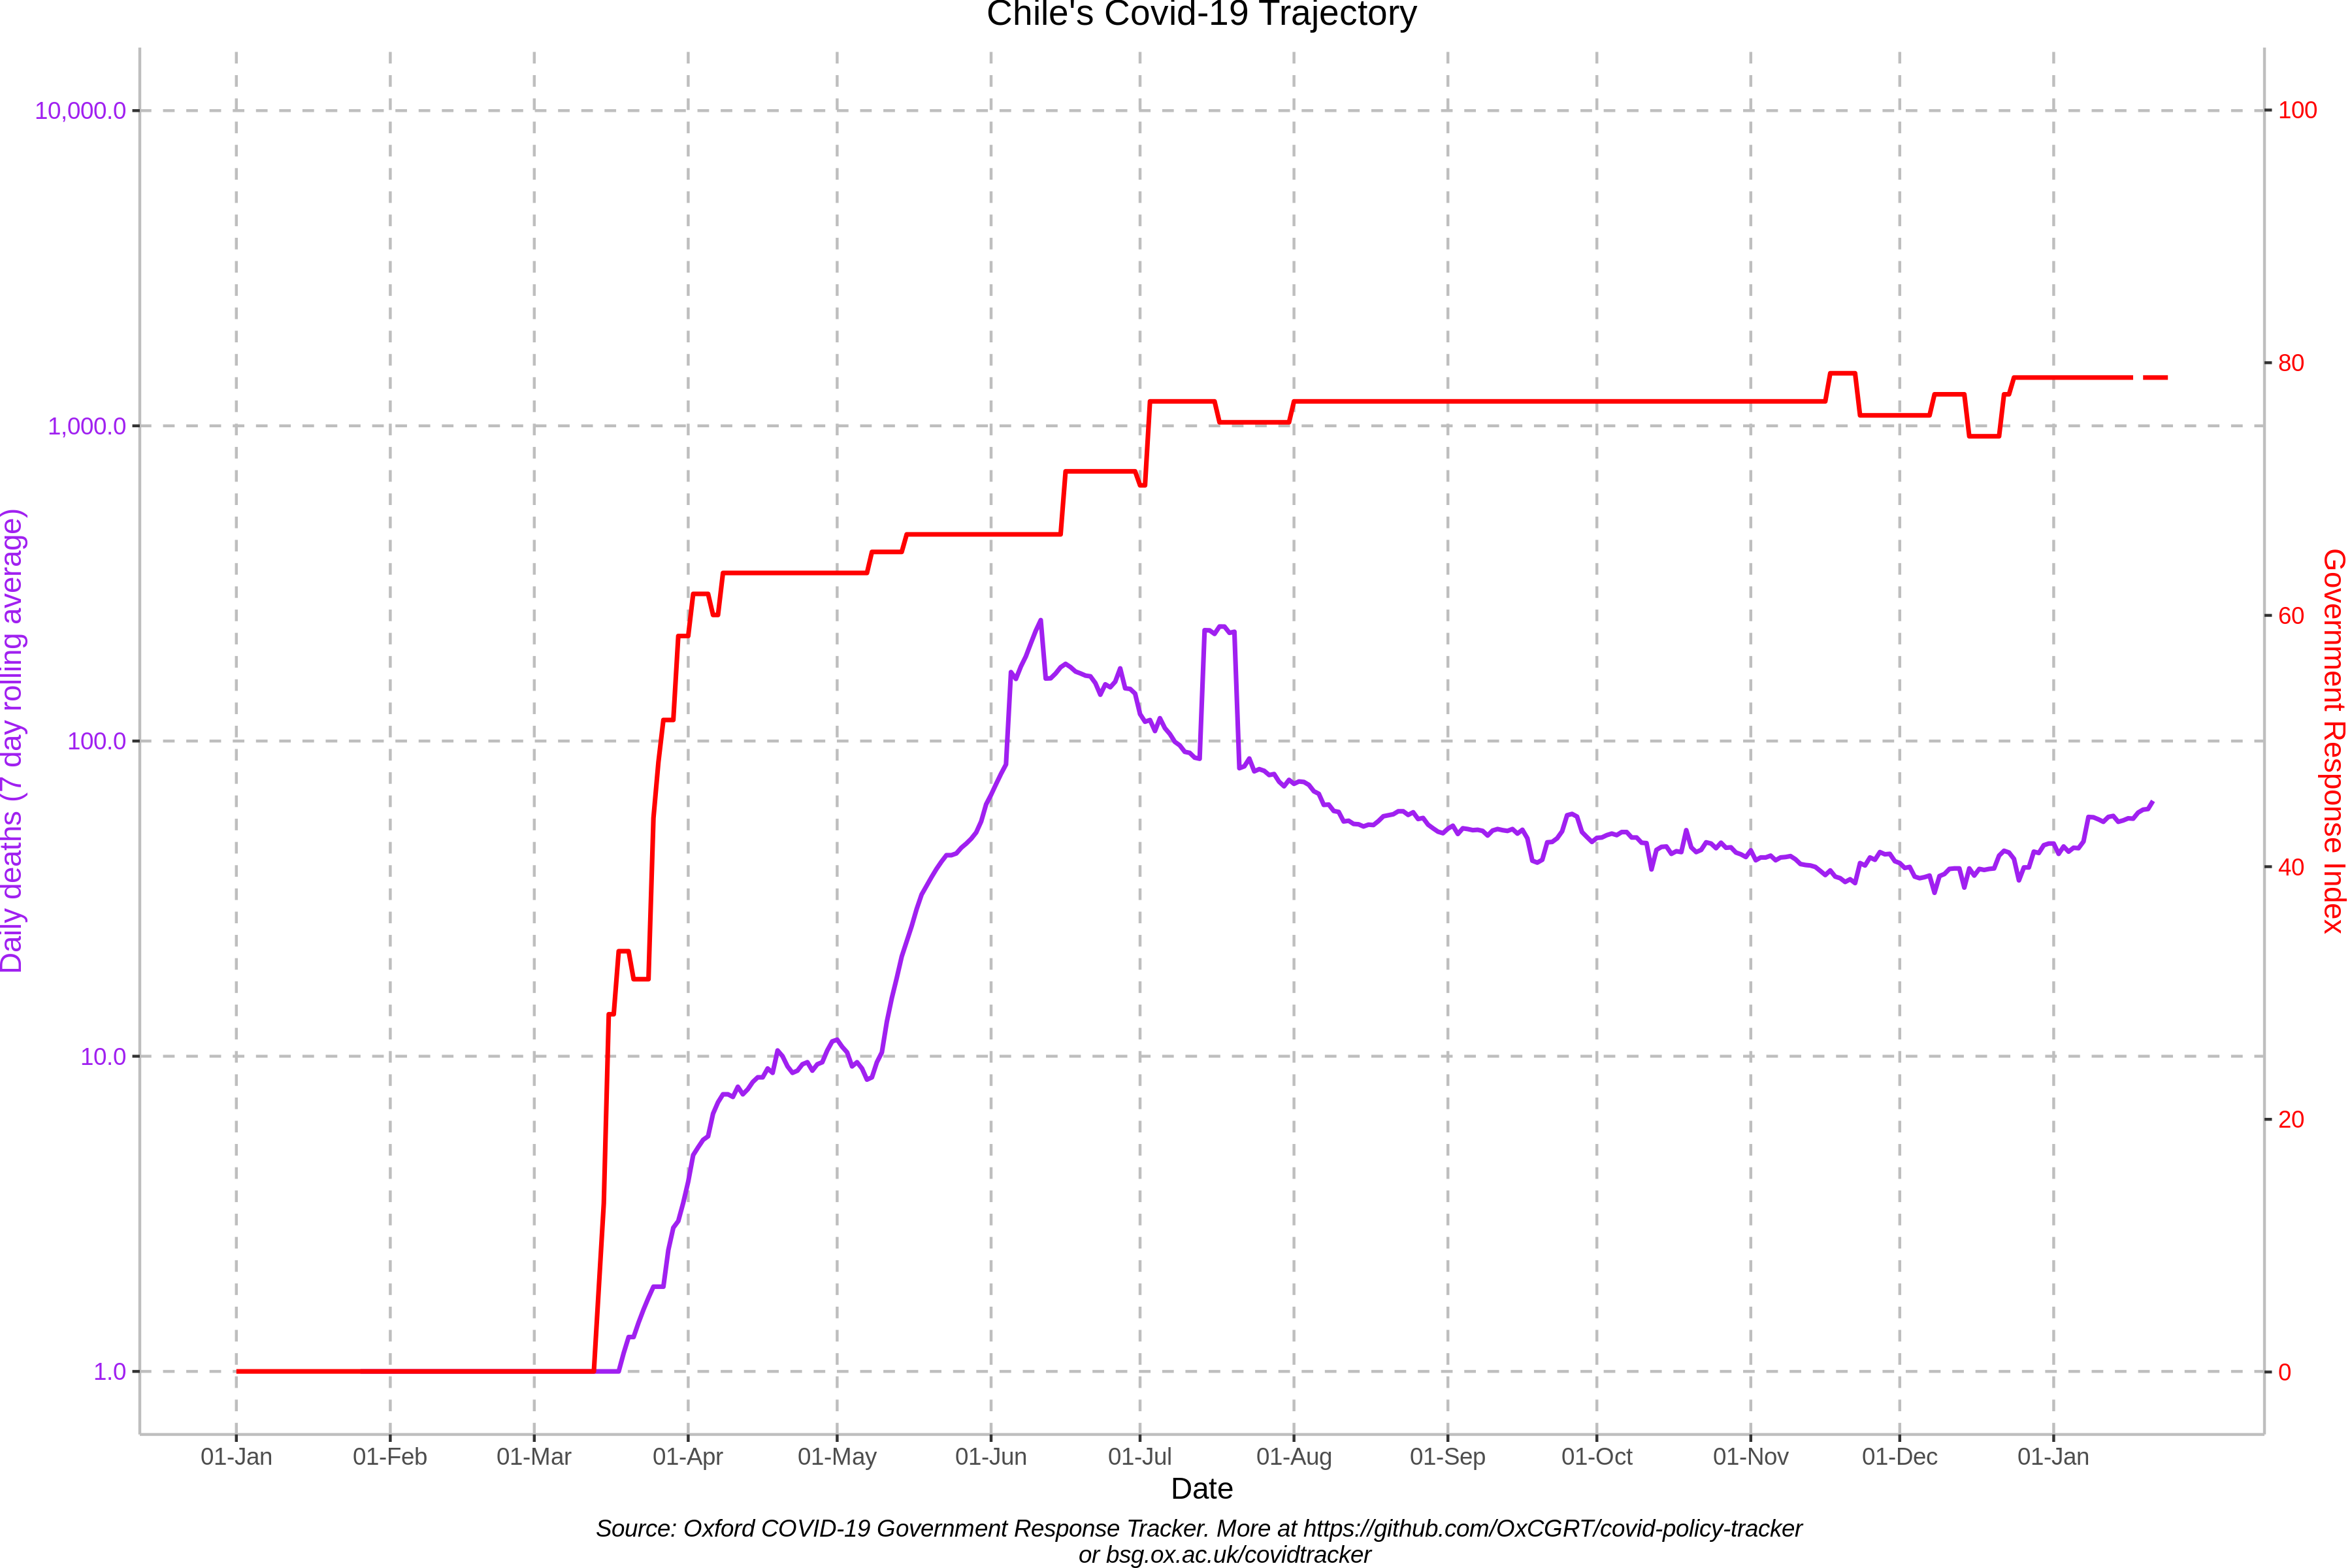 Chile's Covid-19 Trajectory
10,000.0
1,000.0
100.0
10.0
1.0
Daily deaths (7 day rolling average)
100
80
60
40
20
0
Government Response Index
01-Jan
01-Feb
01-Mar
01-Apr
01-May
01-Jun
01-Jul
01-Aug
01-Sep
01-Oct
01-Nov
01-Dec
01-Jan
Date
Source: Oxford COVID-19 Government Response Tracker. More at https://github.com/OxCGRT/covid-policy-tracker
or bsg.ox.ac.uk/covidtracker